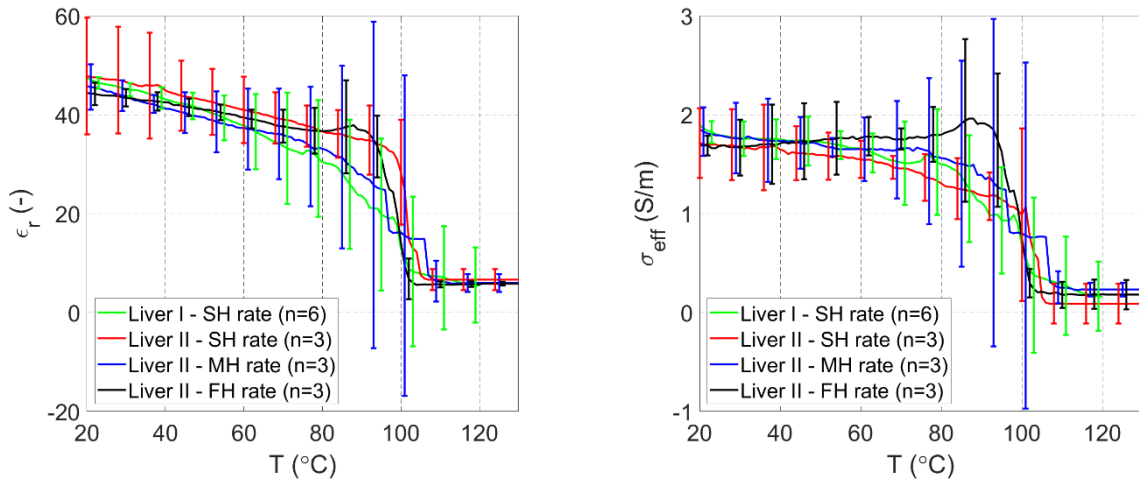 60
40
20
0
-20
ϵr (-)
Liver I - SH rate (n=6)
Liver II - SH rate (n=3)
Liver II - MH rate (n=3)
Liver II - FH rate (n=3)
20 40 60 80 100 120
T (°C)
3
2
1
0
-1
σeff (S/m)
Liver I - SH rate (n=6)
Liver II - SH rate (n=3)
Liver II - MH rate (n=3)
Liver II - FH rate (n=3)
20 40 60 80 100 120
T (°C)